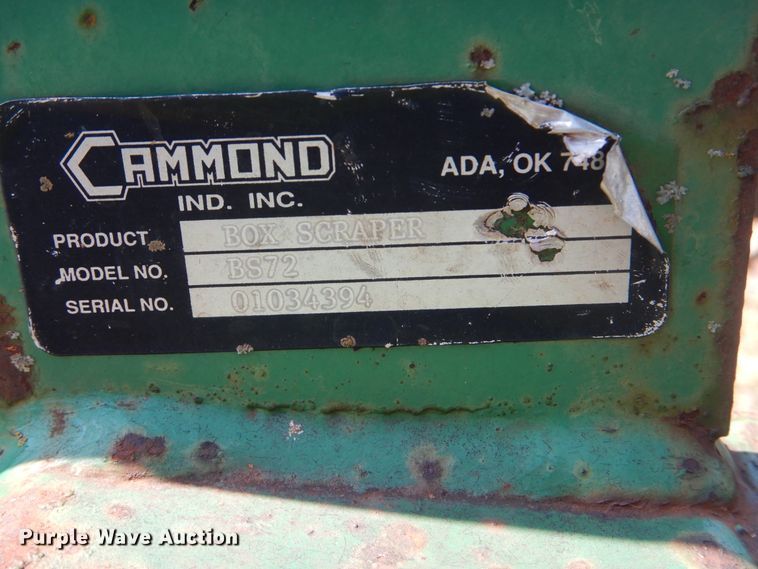 CAMMOND
IND. INC.
ADA, OK 748
PRODUCT BOX SCRAPER
MODEL NO. BS72
SERIAL NO. 01034394
Purple Wave Auction